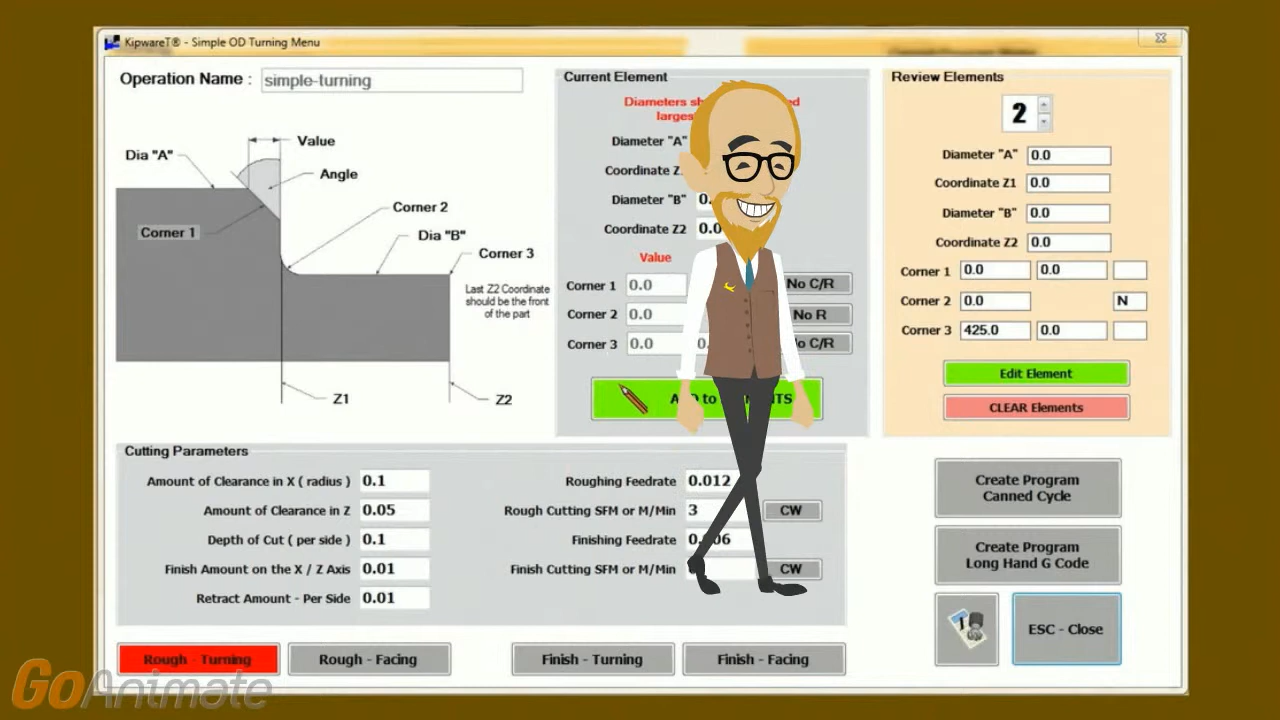 KipwareT® - Simple OD Turning Menu
Operation Name :
simple-turning
Dia "A"
Value
Angle
Corner 1
Corner 2
Dia "B"
Corner 3
Last Z2 Coordinate
should be the front
of the part
Z1
Z2
Current Element
Diameters
largest
Diameter "A"
Coordinate
Diameter "B"
Coordinate Z2
0.0
Value
Corner 1
0.0
No C/R
Corner 2
0.0
No R
Corner 3
0.0
C/R
to
Review Elements
2
Diameter "A"
0.0
Coordinate Z1
0.0
Diameter "B"
0.0
Coordinate Z2
0.0
Corner 1
0.0
0.0
Corner 2
0.0
N
Corner 3
425.0
0.0
Edit Element
CLEAR Elements
Cutting Parameters
Amount of Clearance in X ( radius )
0.1
Amount of Clearance in Z
0.05
Depth of Cut ( per side )
0.1
Finish Amount on the X / Z Axis
0.01
Retract Amount - Per Side
0.01
Roughing Feedrate
0.012
Rough Cutting SFM or M/Min
3
CW
Finishing Feedrate
Finish Cutting SFM or M/Min
CW
Create Program
Canned Cycle
Create Program
Long Hand G Code
ESC - Close
Rough - Turning
Rough - Facing
Finish - Turning
Finish - Facing
GoAnimate